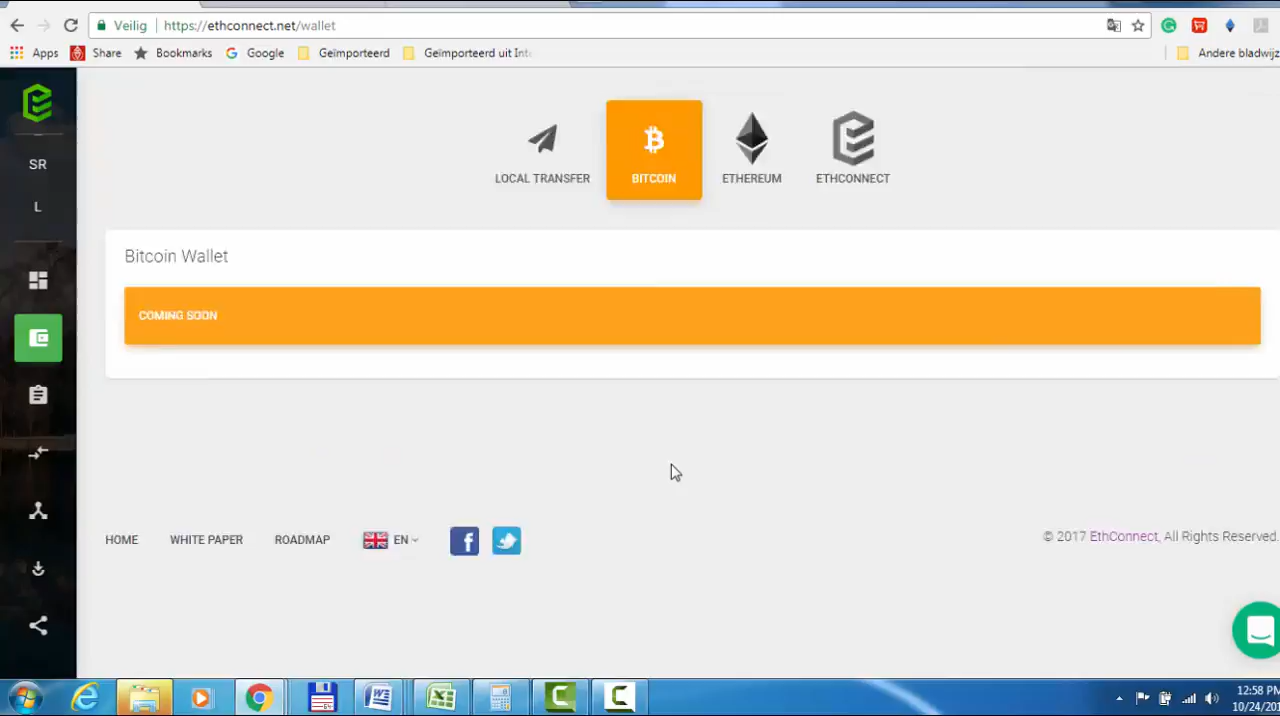 Veilig
https://ethconnect.net/wallet
Apps
Share
Bookmarks
Google
Geïmporteerd
Geïmporteerd uit Int
Andere bladwijz
SR
L
LOCAL TRANSFER
BITCOIN
ETHEREUM
ETHCONNECT
Bitcoin Wallet
COMING SOON
HOME
WHITE PAPER
ROADMAP
EN
© 2017 EthConnect, All Rights Reserved.
12:58 PM
10/24/20